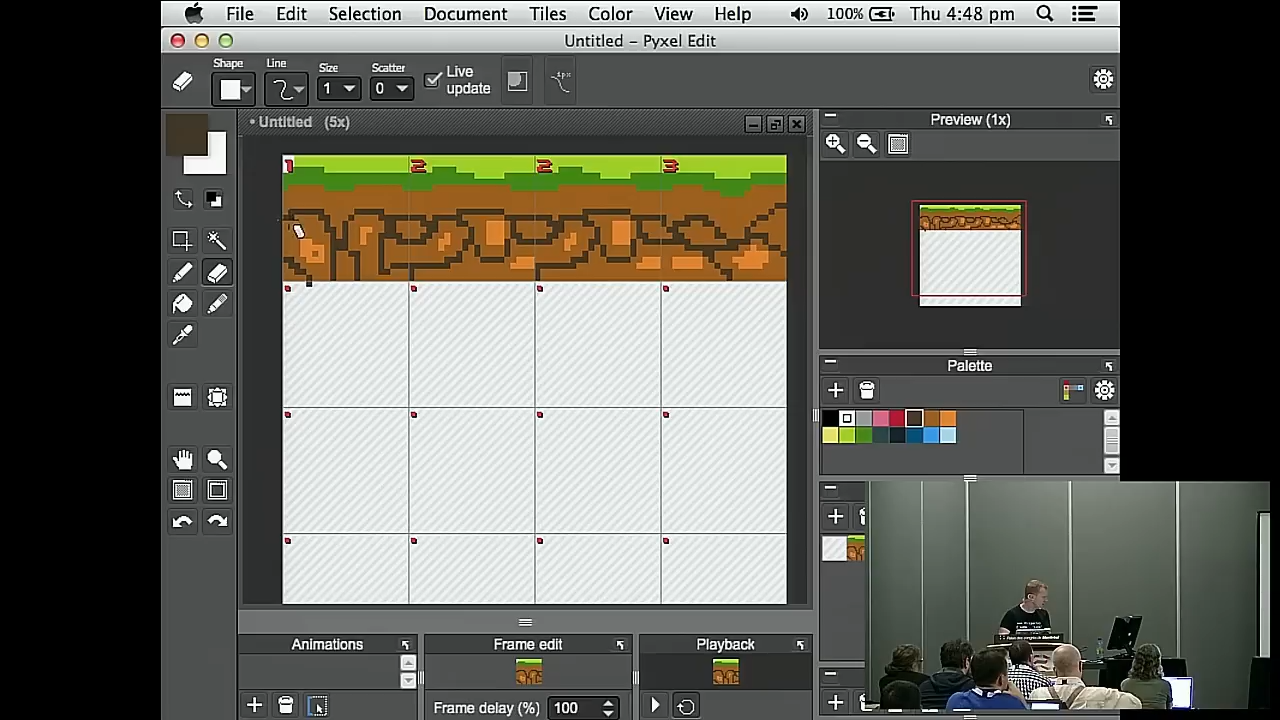 File Edit Selection Document Tiles Color View Help 100% Thu 4:48 pm
Untitled – Pyxel Edit
Shape Line Size Scatter
1 0 Live update
• Untitled (5x)
Preview (1x)
1 2 2 3
Palette
Animations Frame edit Playback
Frame delay (%) 100